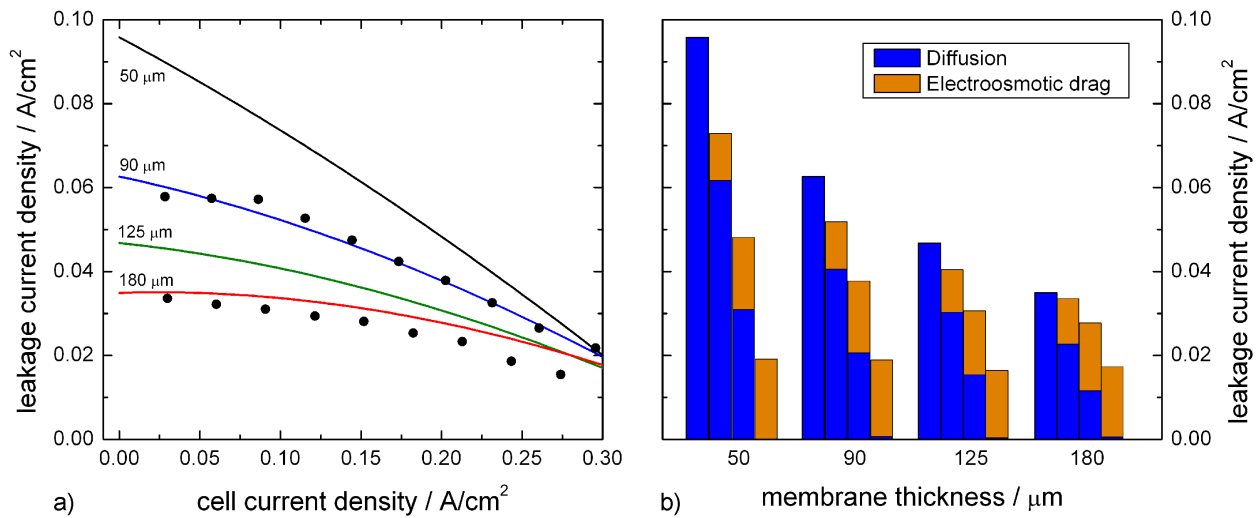 leakage current density / A/cm²
0.10
0.08
0.06
0.04
0.02
0.00
50 µm
90 µm
125 µm
180 µm
0.00 0.05 0.10 0.15 0.20 0.25 0.30
a) cell current density / A/cm²
Diffusion
Electroosmotic drag
0.10
0.08
0.06
0.04
0.02
0.00
leakage current density / A/cm²
50 90 125 180
b) membrane thickness / µm